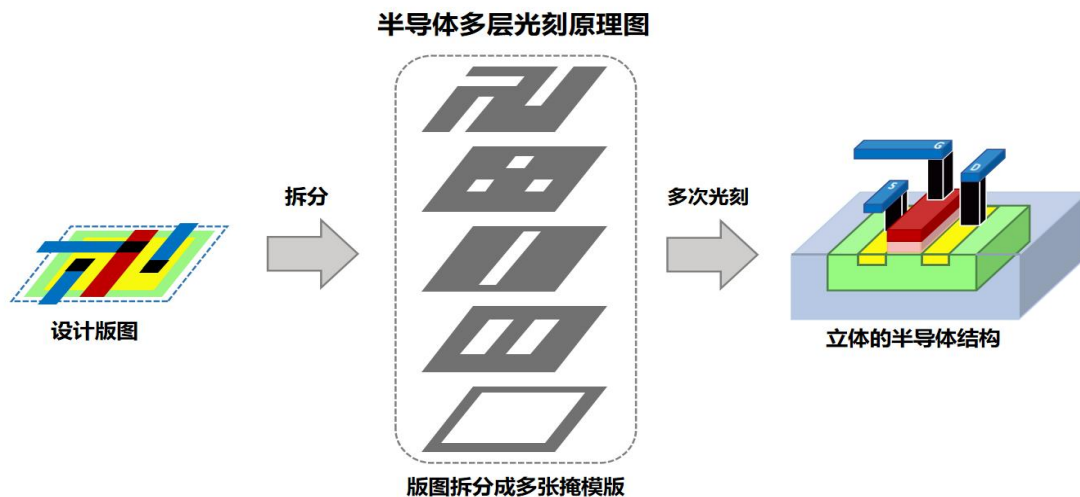 半导体多层光刻原理图
拆分
多次光刻
G
D
S
设计版图
立体的半导体结构
版图拆分成多张掩模版